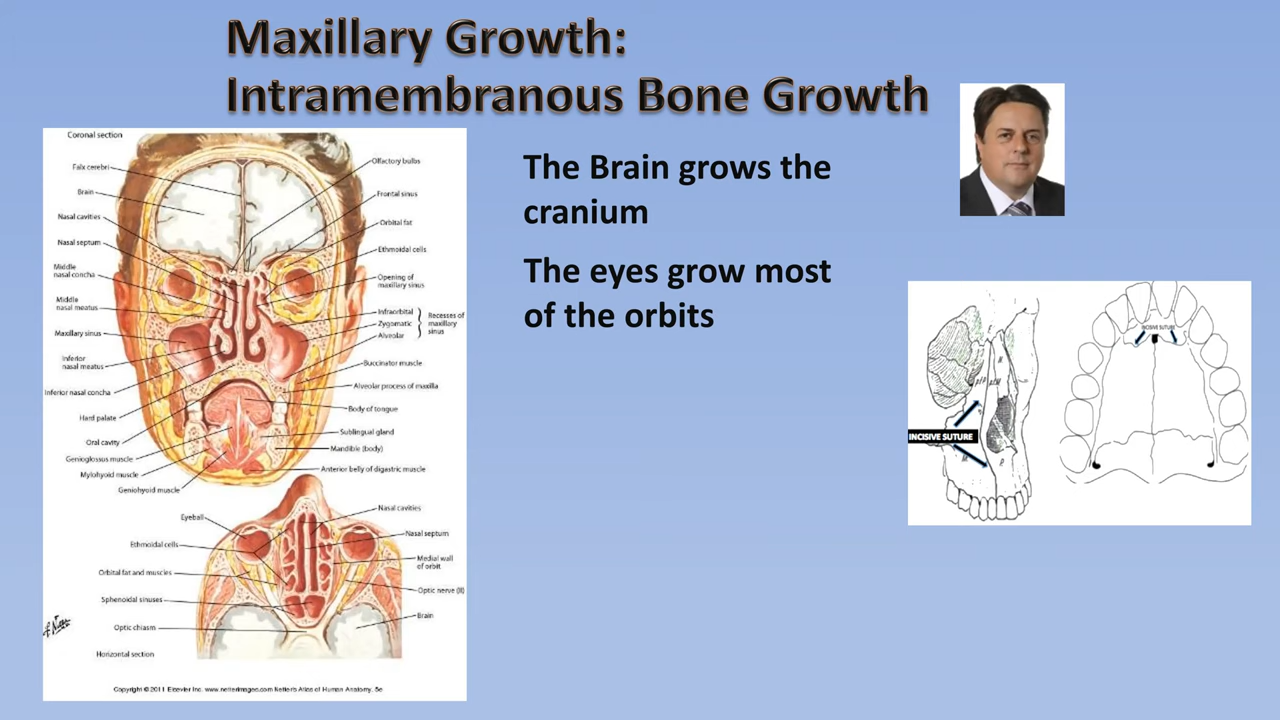 Maxillary Growth:
Intramembranous Bone Growth
The Brain grows the
cranium
The eyes grow most
of the orbits
Coronal section
Falx cerebri
Brain
Nasal cavities
Nasal septum
Middle
nasal concha
Middle
nasal meatus
Maxillary sinus
Inferior
nasal meatus
Inferior nasal concha
Hard palate
Oral cavity
Genioglossus muscle
Mylohyoid muscle
Geniohyoid muscle
Olfactory bulbs
Frontal sinus
Orbital fat
Ethmoidal cells
Opening of
maxillary sinus
Infraorbital
Zygomatic
Alveolar
Recesses of
maxillary
sinus
Buccinator muscle
Alveolar process of maxilla
Body of tongue
Sublingual gland
Mandible (body)
Anterior belly of digastric muscle
Eyeball
Ethmoidal cells
Orbital fat and muscles
Sphenoidal sinuses
Optic chiasm
Horizontal section
Nasal cavities
Nasal septum
Medial wall
of orbit
Optic nerve (II)
Brain
Copyright ©2011 Elsevier Inc. www.netterimages.com Netter's Atlas of Human Anatomy, 5e
INCISIVE SUTURE
INCISIVE SUTURE